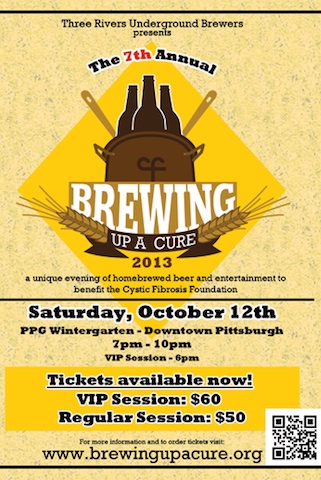 Three Rivers Underground Brewers
presents
The 7th Annual
cf
BREWING
UP A CURE
2013
a unique evening of homebrewed beer and entertainment to
benefit the Cystic Fibrosis Foundation
Saturday, October 12th
PPG Wintergarten - Downtown Pittsburgh
7pm - 10pm
VIP Session - 6pm
Tickets available now!
VIP Session: $60
Regular Session: $50
For more information and to order tickets visit:
www.brewingupacure.org